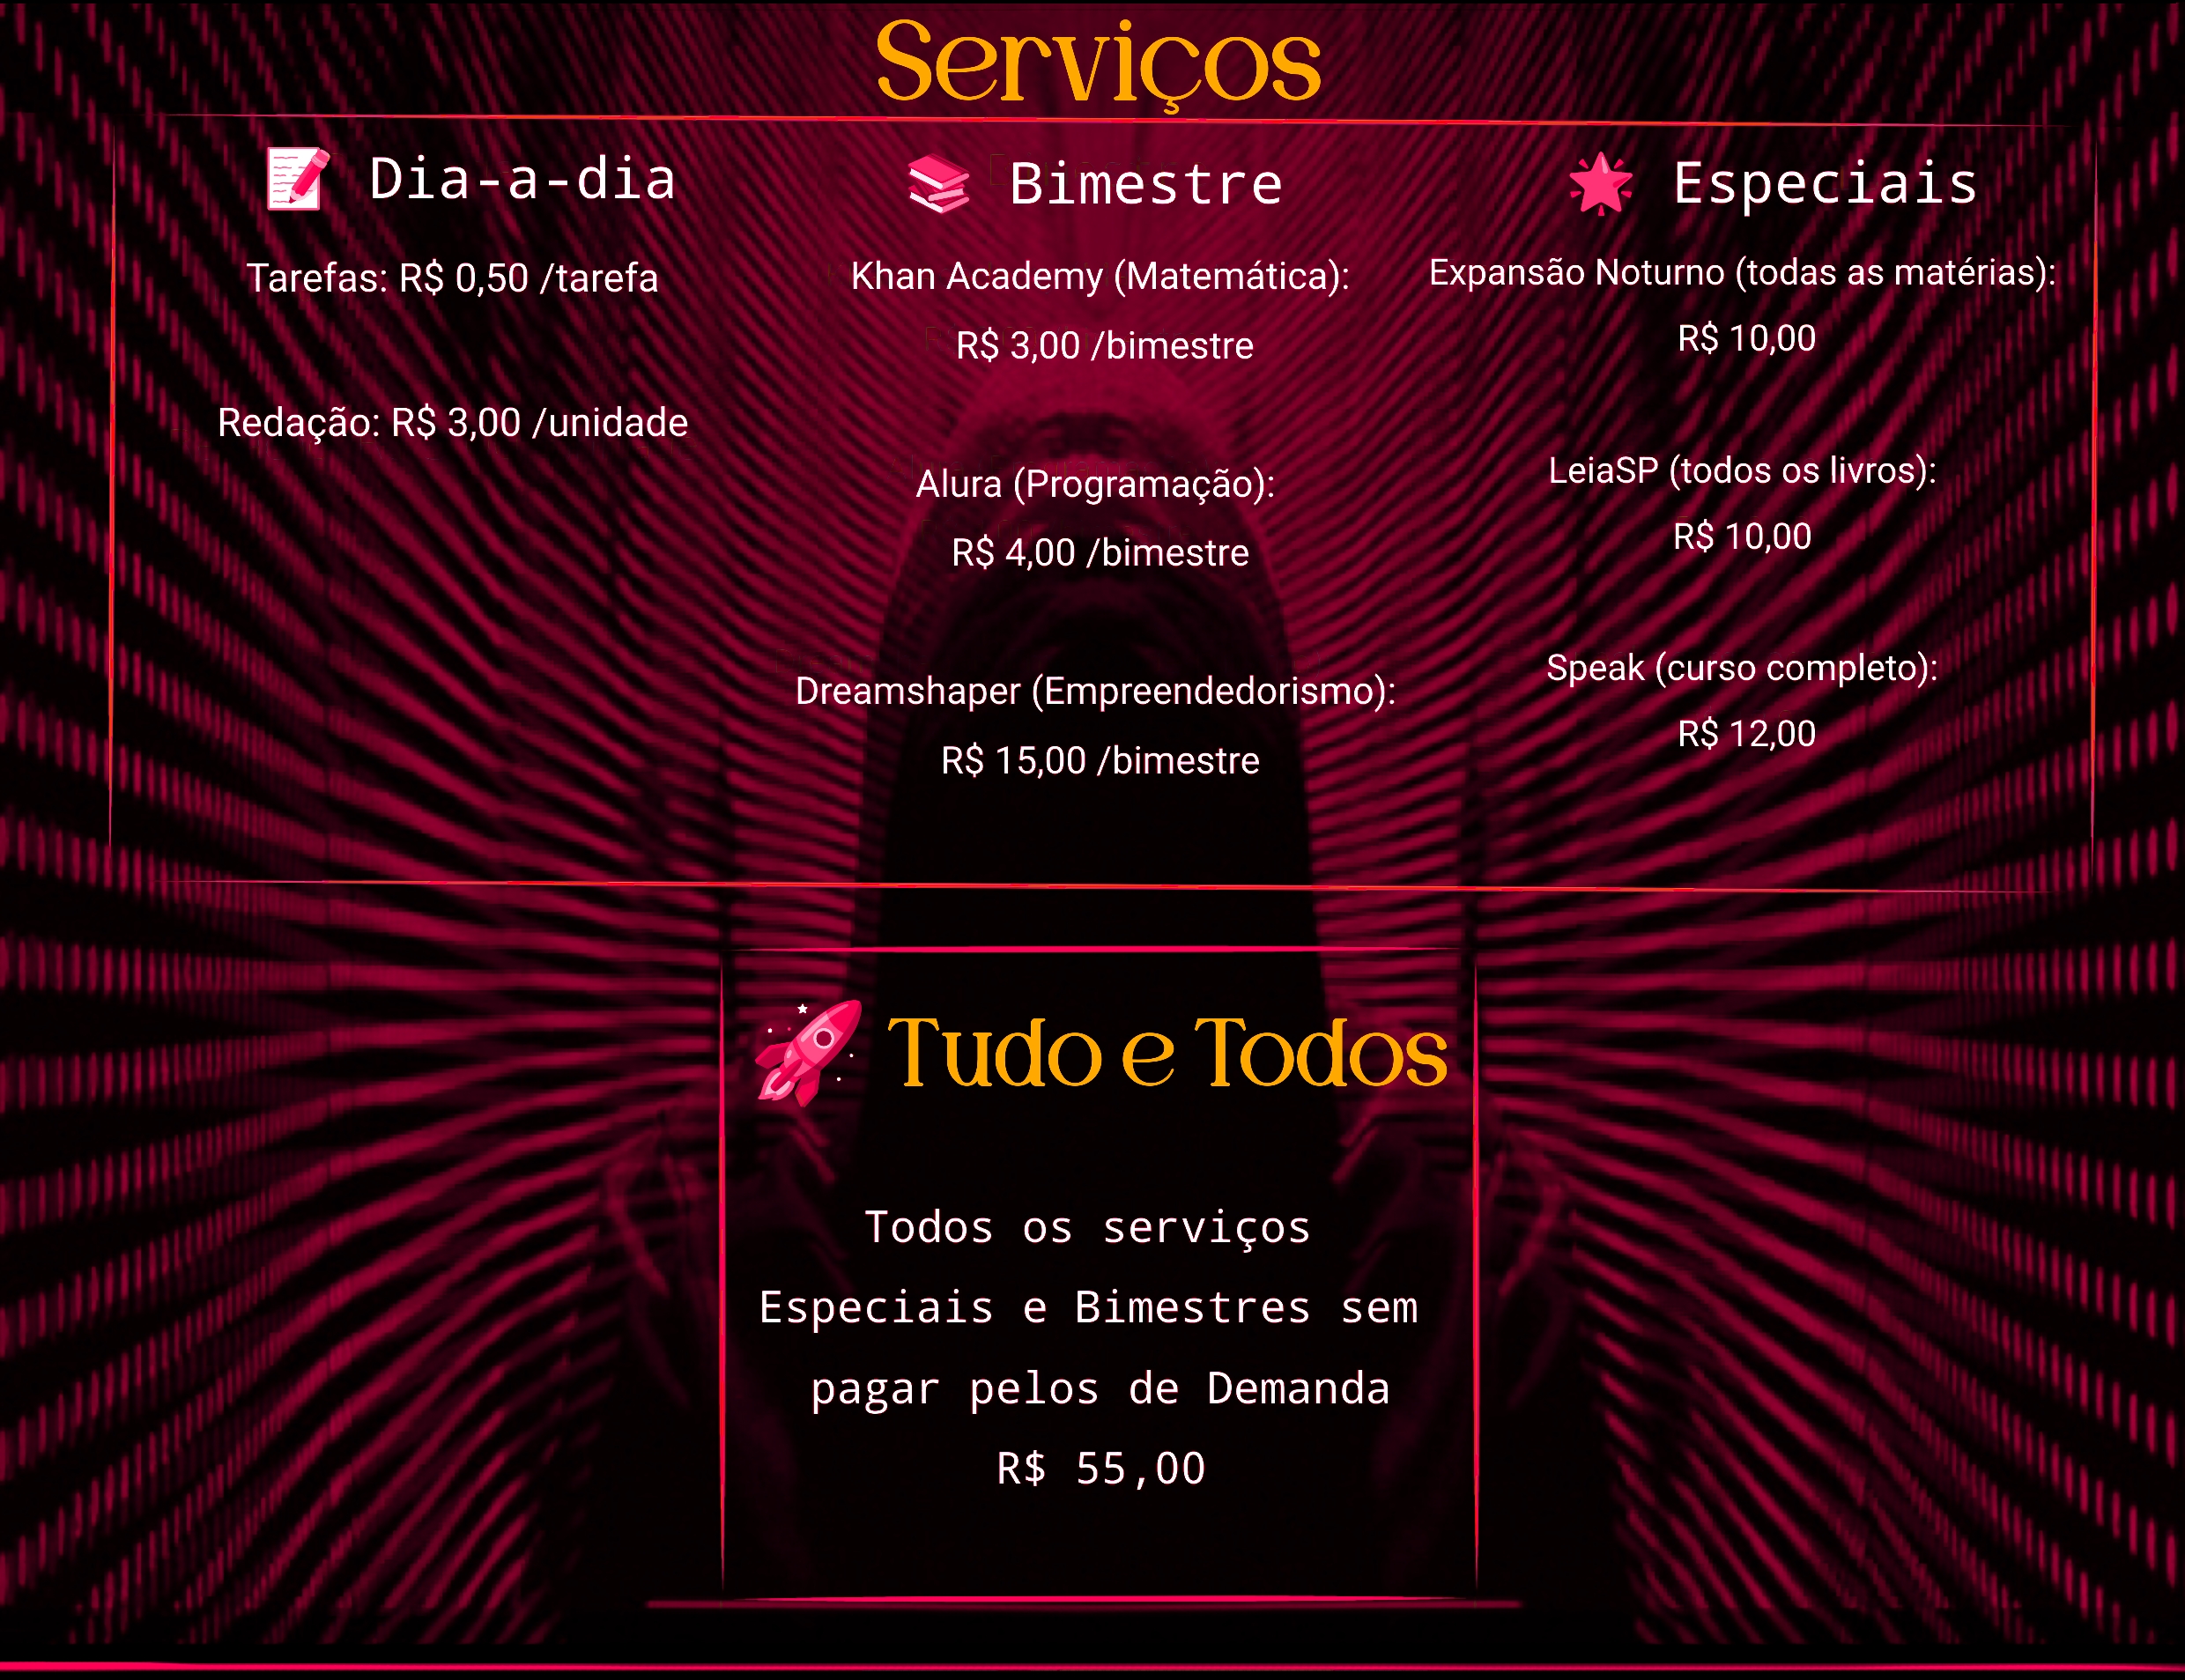 Serviços
Dia-a-dia
Tarefas: R$ 0,50 /tarefa
Redação: R$ 3,00 /unidade
Bimestre
Khan Academy (Matemática):
R$ 3,00 /bimestre
Alura (Programação):
R$ 4,00 /bimestre
Dreamshaper (Empreendedorismo):
R$ 15,00 /bimestre
Especiais
Expansão Noturno (todas as matérias):
R$ 10,00
LeiaSP (todos os livros):
R$ 10,00
Speak (curso completo):
R$ 12,00
Tudo e Todos
Todos os serviços
Especiais e Bimestres sem
pagar pelos de Demanda
R$ 55,00